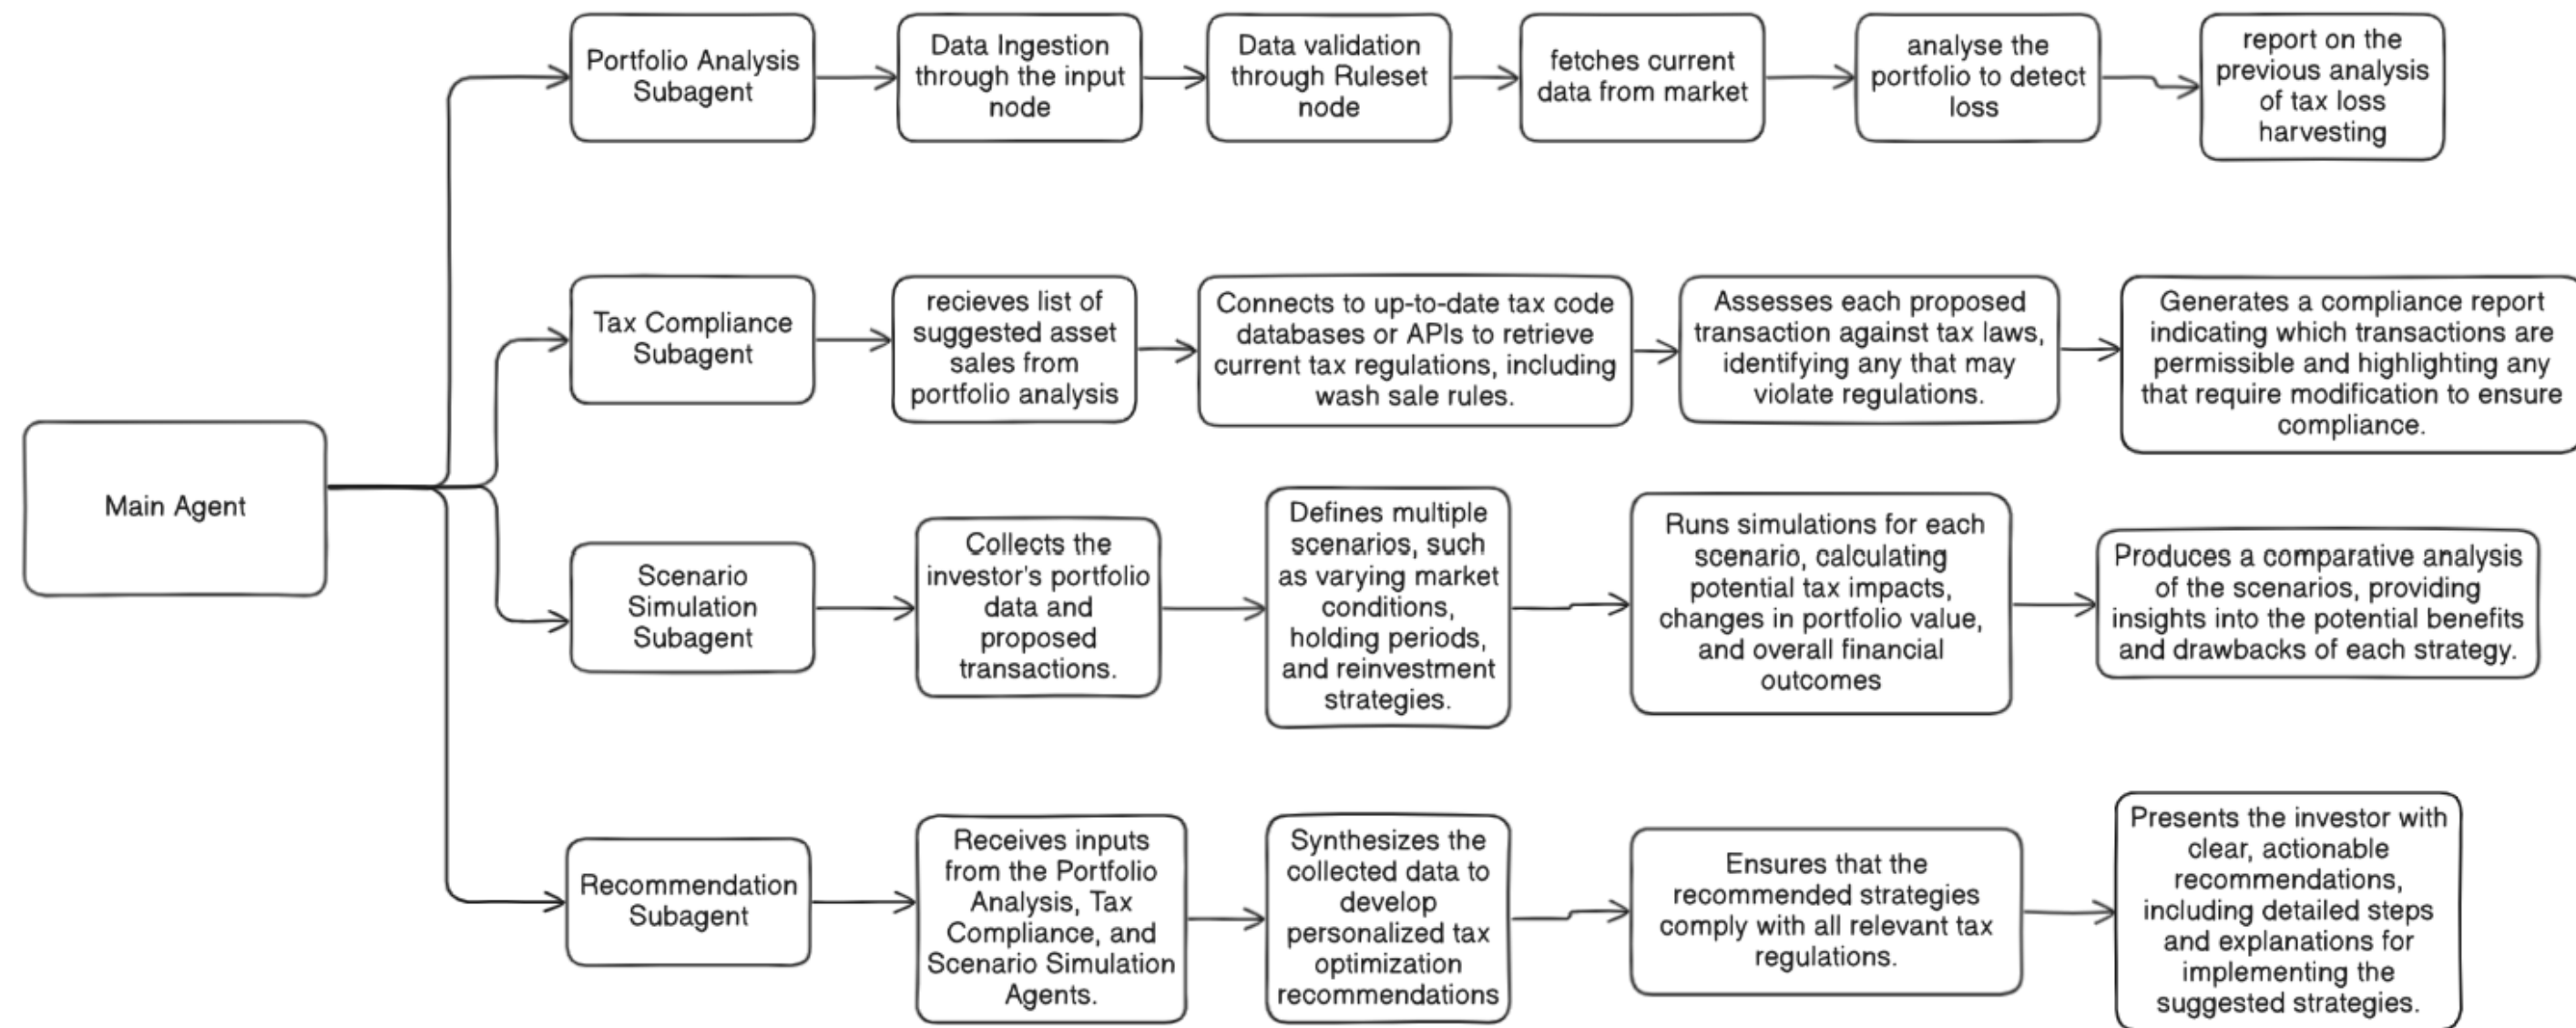 Portfolio Analysis
Subagent
Data Ingestion
through the input
node
Data validation
through Ruleset
node
fetches current
data from market
analyse the
portfolio to detect
loss
report on the
previous analysis
of tax loss
harvesting
Tax Compliance
Subagent
recieves list of
suggested asset
sales from
portfolio analysis
Connects to up-to-date tax code
databases or APIs to retrieve
current tax regulations, including
wash sale rules.
Assesses each proposed
transaction against tax laws,
identifying any that may
violate regulations.
Generates a compliance report
indicating which transactions are
permissible and highlighting any
that require modification to ensure
compliance.
Main Agent
Scenario
Simulation
Subagent
Collects the
investor's portfolio
data and
proposed
transactions.
Defines multiple
scenarios, such
as varying market
conditions,
holding periods,
and reinvestment
strategies.
Runs simulations for each
scenario, calculating
potential tax impacts,
changes in portfolio value,
and overall financial
outcomes
Produces a comparative analysis
of the scenarios, providing
insights into the potential benefits
and drawbacks of each strategy.
Recommendation
Subagent
Receives inputs
from the Portfolio
Analysis, Tax
Compliance, and
Scenario Simulation
Agents.
Synthesizes the
collected data to
develop
personalized tax
optimization
recommendations
Ensures that the
recommended strategies
comply with all relevant tax
regulations.
Presents the investor with
clear, actionable
recommendations,
including detailed steps
and explanations for
implementing the
suggested strategies.